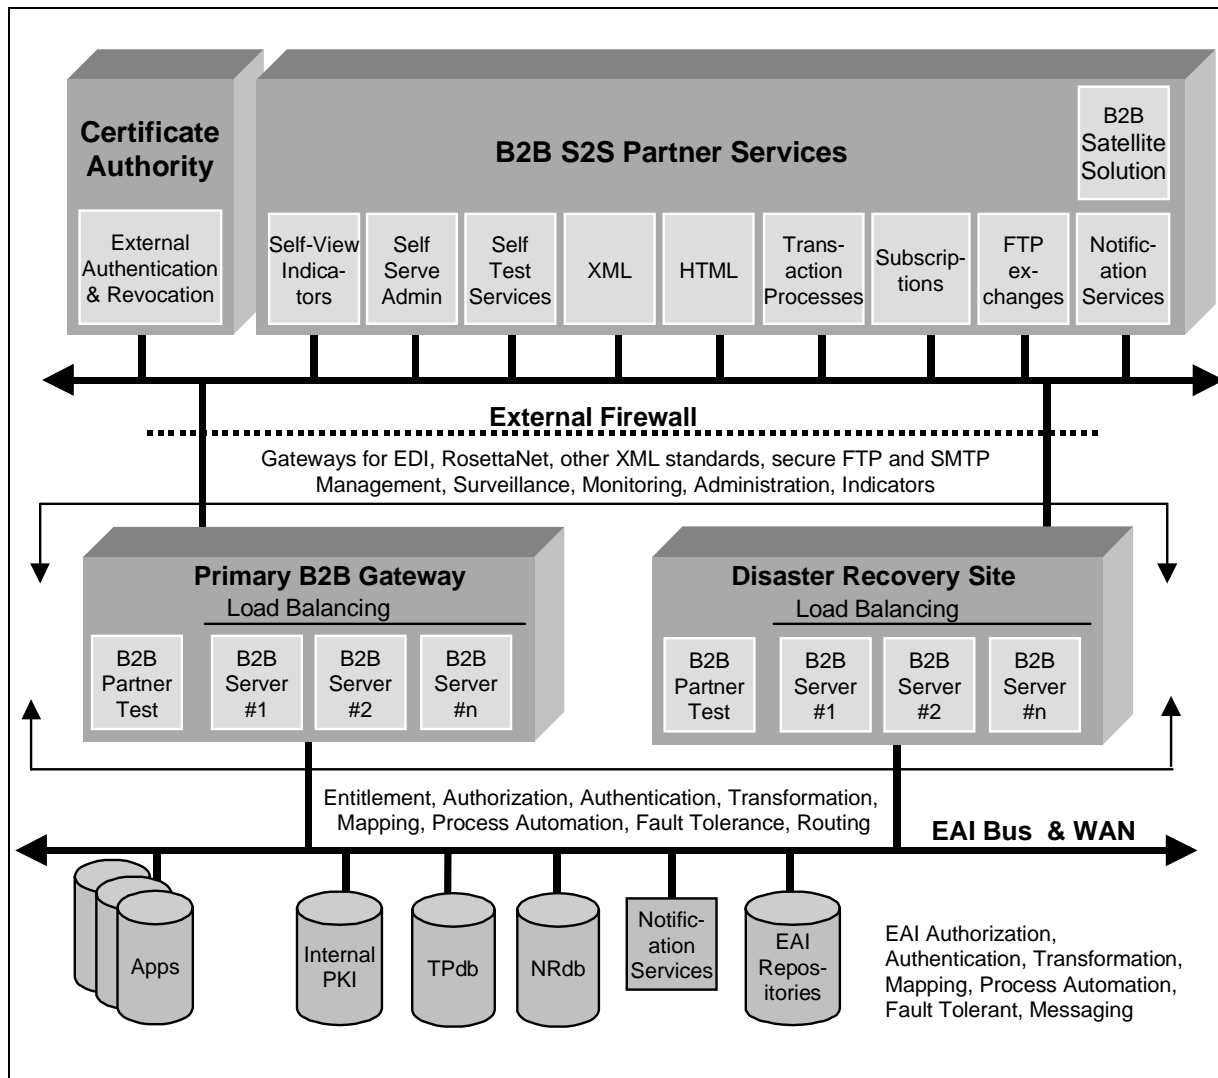 Certificate
Authority
External
Authentication
& Revocation
B2B S2S Partner Services
B2B
Satellite
Solution
Self-View
Indica-
tors
Self
Serve
Admin
Self
Test
Services
XML
HTML
Trans-
action
Processes
Subscrip-
tions
FTP
ex-
changes
Notific-
ation
Services
External Firewall
Gateways for EDI, RosettaNet, other XML standards, secure FTP and SMTP
Management, Surveillance, Monitoring, Administration, Indicators
Primary B2B Gateway
Load Balancing
B2B
Partner
Test
B2B
Server
#1
B2B
Server
#2
B2B
Server
#n
Disaster Recovery Site
Load Balancing
B2B
Partner
Test
B2B
Server
#1
B2B
Server
#2
B2B
Server
#n
Entitlement, Authorization, Authentication, Transformation,
Mapping, Process Automation, Fault Tolerance, Routing
EAI Bus & WAN
Apps
Internal
PKI
TPdb
NRdb
Notific-
ation
Services
EAI
Repos-
itories
EAI Authorization,
Authentication, Transformation,
Mapping, Process Automation,
Fault Tolerant, Messaging